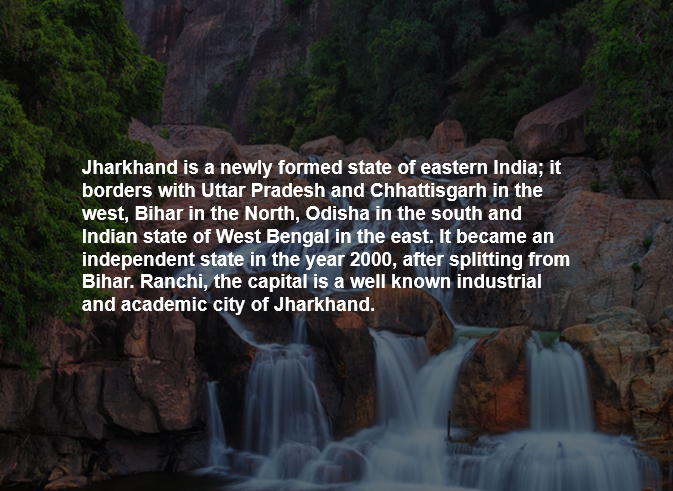 Jharkhand is a newly formed state of eastern India; it
borders with Uttar Pradesh and Chhattisgarh in the
west, Bihar in the North, Odisha in the south and
Indian state of West Bengal in the east. It became an
independent state in the year 2000, after splitting from
Bihar. Ranchi, the capital is a well known industrial
and academic city of Jharkhand.